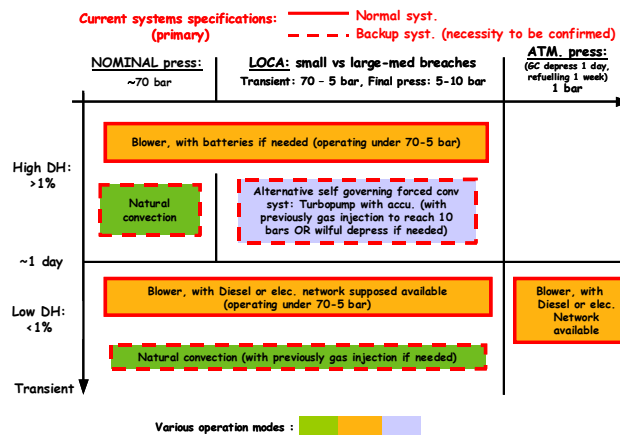 Current systems specifications:
(primary)
Normal syst.
Backup syst. (necessity to be confirmed)
NOMINAL press:
~70 bar
LOCA: small vs large-med breaches
Transient: 70 – 5 bar, Final press: 5-10 bar
ATM. press:
(GC depress 1 day,
refuelling 1 week)
1 bar
High DH:
>1%
Blower, with batteries if needed (operating under 70-5 bar)
Natural
convection
Alternative self governing forced conv
syst: Turbopump with accu. (with
previously gas injection to reach 10
bars OR wilful depress if needed)
~1 day
Low DH:
<1%
Blower, with Diesel or elec. network supposed available
(operating under 70-5 bar)
Blower, with
Diesel or elec.
Network
available
Natural convection (with previously gas injection if needed)
Transient
Various operation modes :